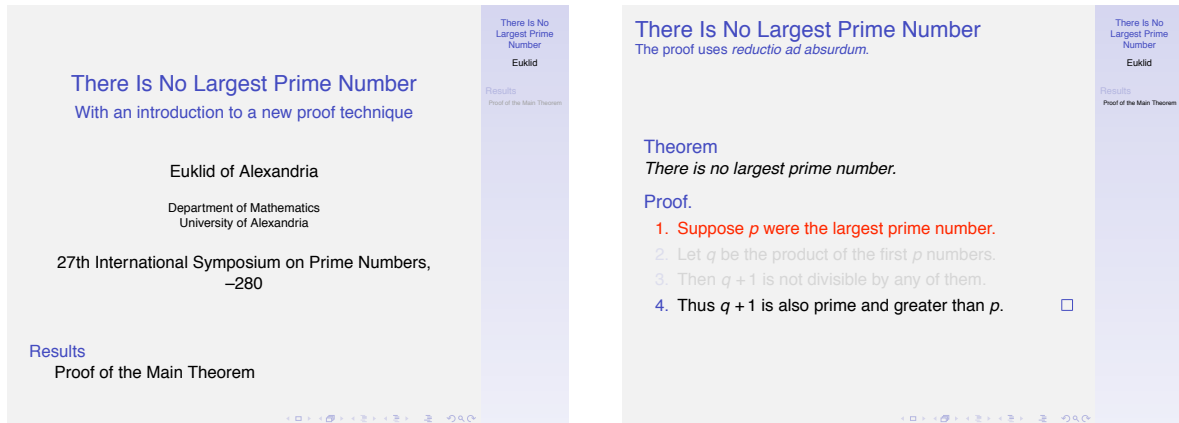 There Is No Largest Prime Number
With an introduction to a new proof technique
Euklid of Alexandria
Department of Mathematics
University of Alexandria
27th International Symposium on Prime Numbers,
–280
Results
Proof of the Main Theorem
There Is No
Largest Prime
Number
Euklid
Results
Proof of the Main Theorem
There Is No Largest Prime Number
The proof uses reductio ad absurdum.
Theorem
There is no largest prime number.
Proof.
1. Suppose p were the largest prime number.
2. Let q be the product of the first p numbers.
3. Then q + 1 is not divisible by any of them.
4. Thus q + 1 is also prime and greater than p.
There Is No
Largest Prime
Number
Euklid
Results
Proof of the Main Theorem